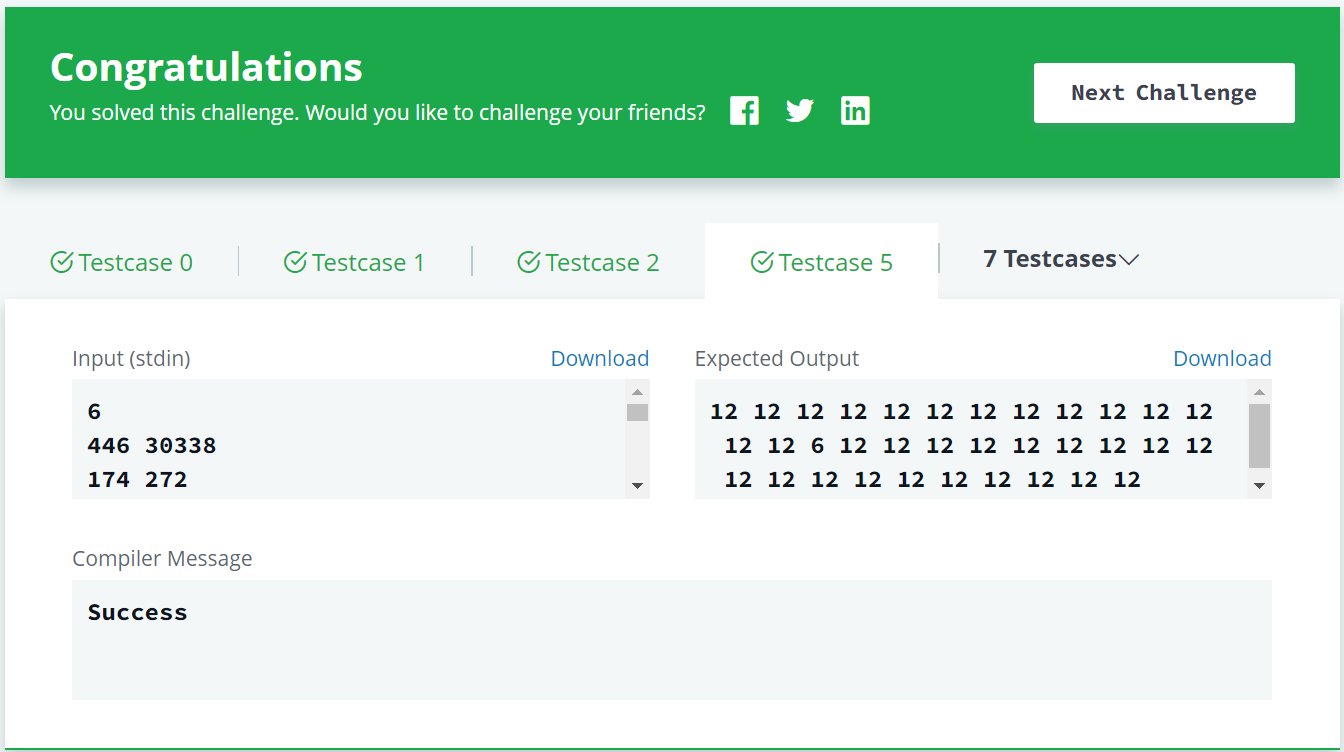 Congratulations
You solved this challenge. Would you like to challenge your friends?
Next Challenge
Testcase 0
Testcase 1
Testcase 2
Testcase 5
7 Testcases
Input (stdin)
Download
6
446 30338
174 272
Expected Output
Download
12 12 12 12 12 12 12 12 12 12 12 12
12 12 6 12 12 12 12 12 12 12 12 12
12 12 12 12 12 12 12 12 12 12
Compiler Message
Success